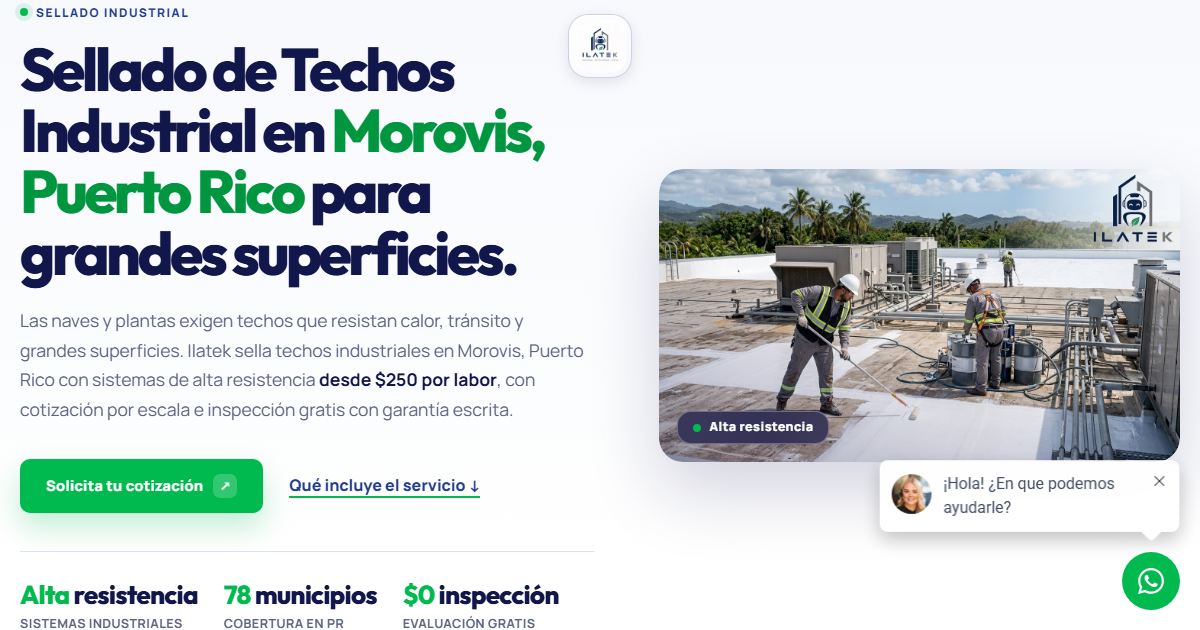 SELLADO INDUSTRIAL
ILATEK
Sellado de Techos
Industrial en Morovis,
Puerto Rico para
grandes superficies.
Las naves y plantas exigen techos que resistan calor, tránsito y
grandes superficies. Ilatek sella techos industriales en Morovis, Puerto
Rico con sistemas de alta resistencia desde $250 por labor, con
cotización por escala e inspección gratis con garantía escrita.
Solicita tu cotización ↗
Qué incluye el servicio ↓
ILATEK
Alta resistencia
¡Hola! ¿En que podemos
ayudarle?
Alta resistencia
SISTEMAS INDUSTRIALES
78 municipios
COBERTURA EN PR
$0 inspección
EVALUACIÓN GRATIS